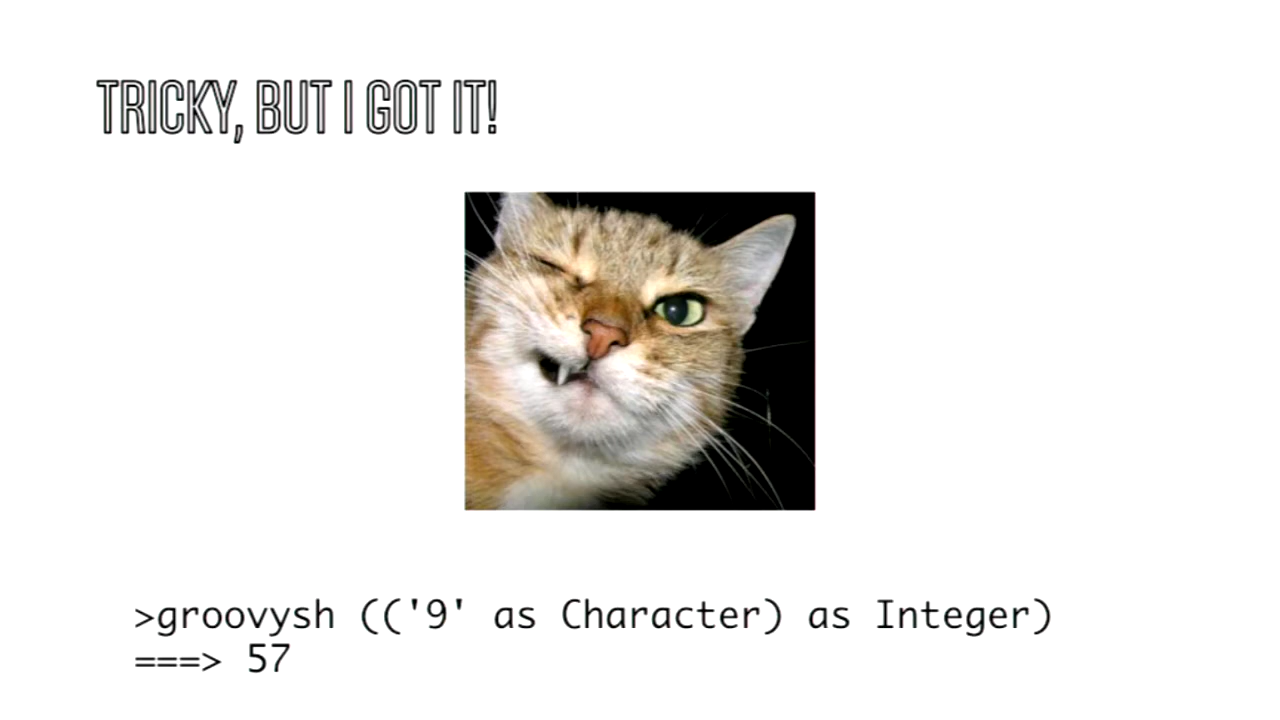 TRICKY, BUT I GOT IT!
>groovysh (('9' as Character) as Integer)
===> 57